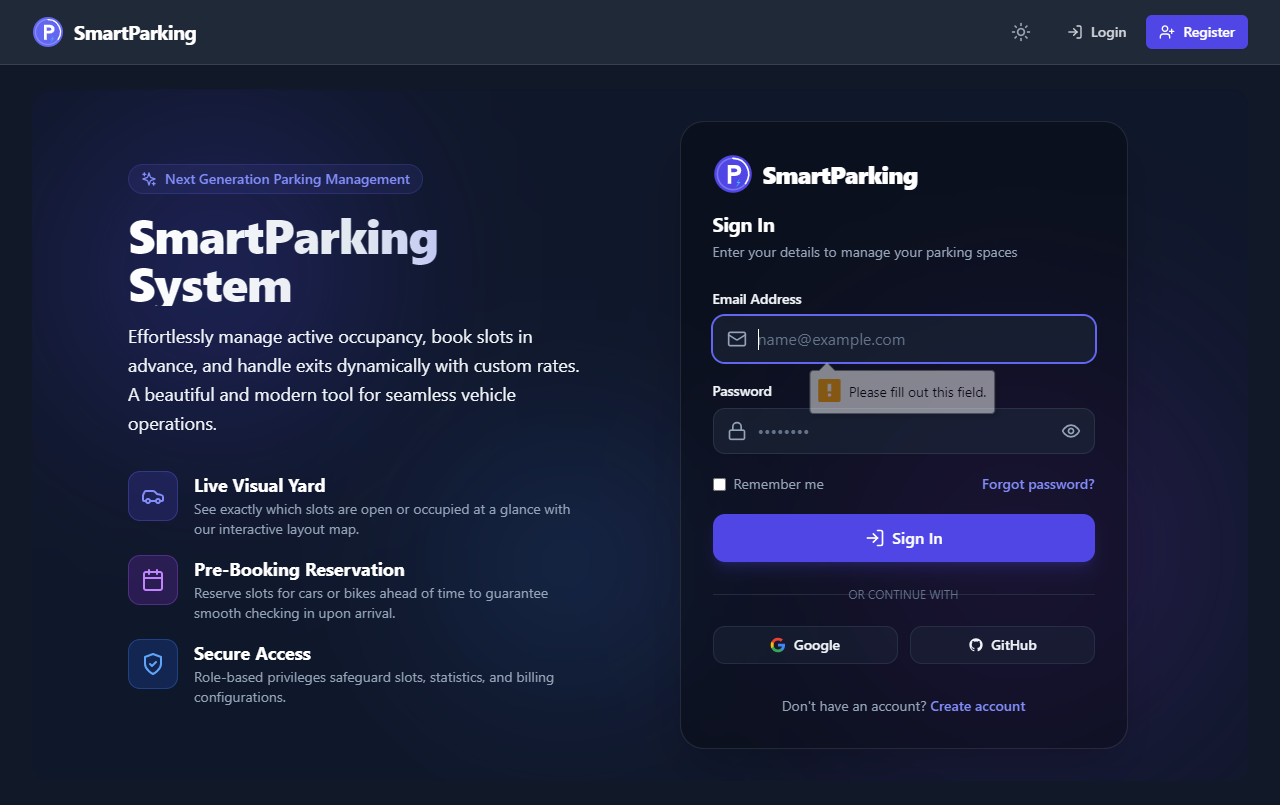 SmartParking
Login
Register
Next Generation Parking Management
SmartParking
System
Effortlessly manage active occupancy, book slots in
advance, and handle exits dynamically with custom rates.
A beautiful and modern tool for seamless vehicle
operations.
Live Visual Yard
See exactly which slots are open or occupied at a glance with
our interactive layout map.
Pre-Booking Reservation
Reserve slots for cars or bikes ahead of time to guarantee
smooth checking in upon arrival.
Secure Access
Role-based privileges safeguard slots, statistics, and billing
configurations.
SmartParking
Sign In
Enter your details to manage your parking spaces
Email Address
name@example.com
Please fill out this field.
Password
••••••••
Remember me
Forgot password?
Sign In
OR CONTINUE WITH
Google
GitHub
Don't have an account? Create account